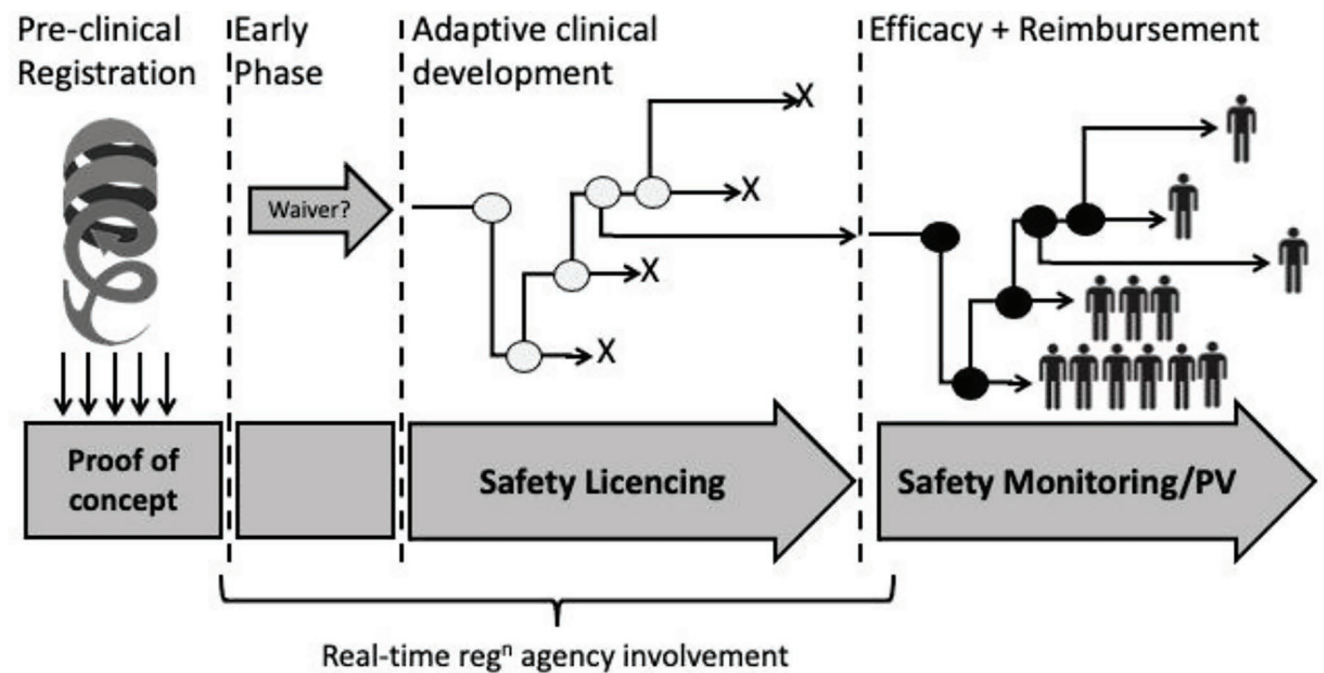 Pre-clinical
Registration
Early
Phase
Adaptive clinical
development
Efficacy + Reimbursement
Waiver?
X
X
X
X
Proof of
concept
Safety Licencing
Safety Monitoring/PV
Real-time regⁿ agency involvement